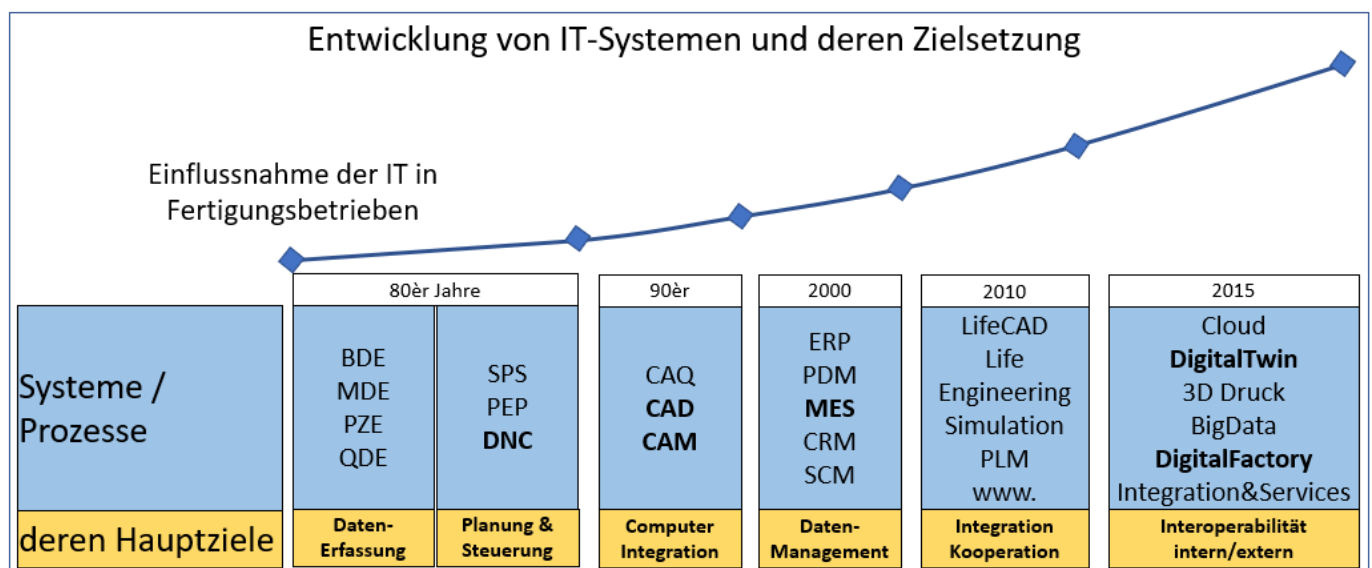 Entwicklung von IT-Systemen und deren Zielsetzung
Einflussnahme der IT in
Fertigungsbetrieben
80èr Jahre
90èr
2000
2010
2015
Systeme /
Prozesse
BDE
MDE
PZE
QDE
SPS
PEP
DNC
CAQ
CAD
CAM
ERP
PDM
MES
CRM
SCM
LifeCAD
Life
Engineering
Simulation
PLM
www.
Cloud
DigitalTwin
3D Druck
BigData
DigitalFactory
Integration&Services
deren Hauptziele
Daten-
Erfassung
Planung &
Steuerung
Computer
Integration
Daten-
Management
Integration
Kooperation
Interoperabilität
intern/extern